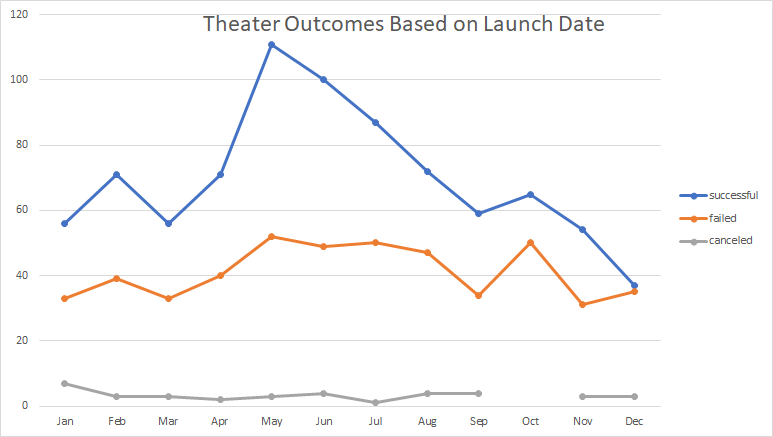 Theater Outcomes Based on Launch Date
120
100
80
60
40
20
0
Jan Feb Mar Apr May Jun Jul Aug Sep Oct Nov Dec
successful
failed
canceled